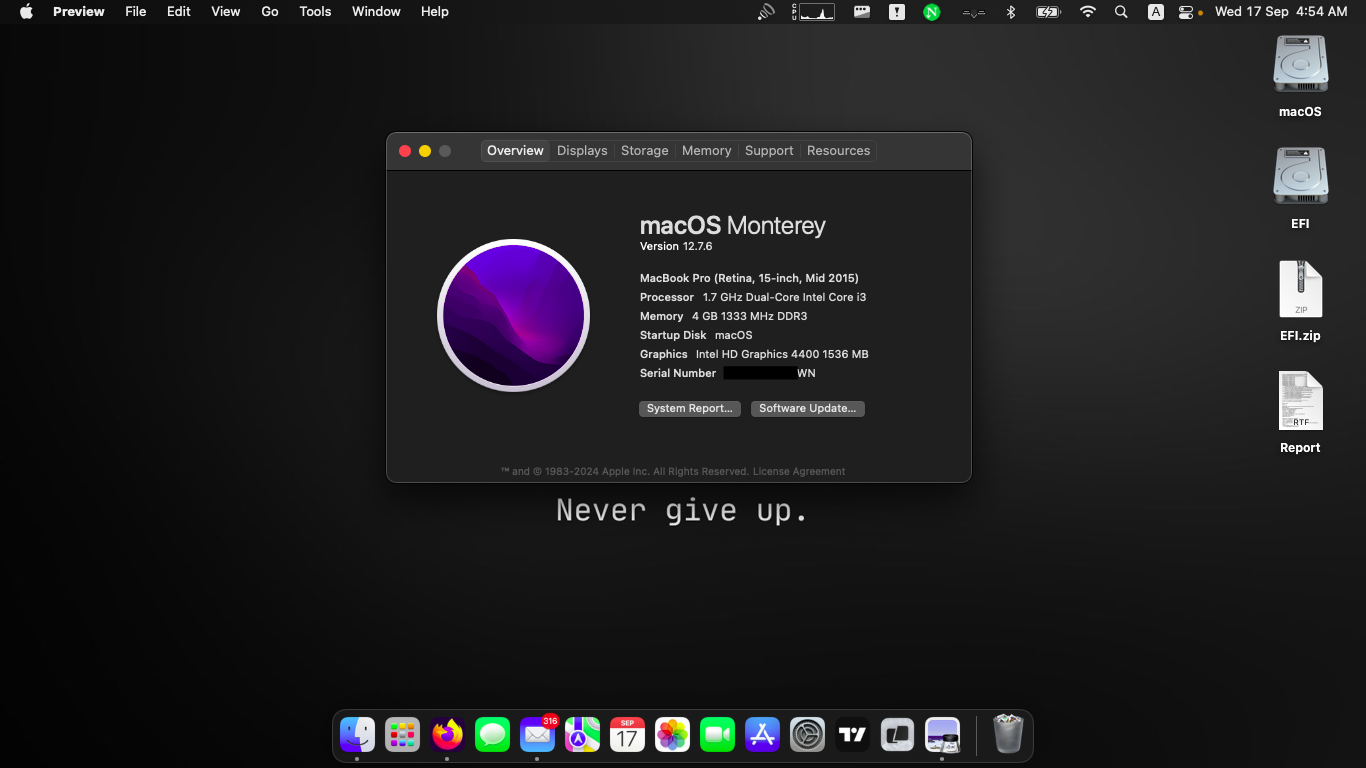 Preview File Edit View Go Tools Window Help CPU N A Wed 17 Sep 4:54 AM
macOS
EFI
ZIP
EFI.zip
RTF
Report
Overview Displays Storage Memory Support Resources
macOS Monterey
Version 12.7.6
MacBook Pro (Retina, 15-inch, Mid 2015)
Processor 1.7 GHz Dual-Core Intel Core i3
Memory 4 GB 1333 MHz DDR3
Startup Disk macOS
Graphics Intel HD Graphics 4400 1536 MB
Serial Number WN
System Report... Software Update...
™ and © 1983-2024 Apple Inc. All Rights Reserved. License Agreement
Never give up.
316
SEP
17